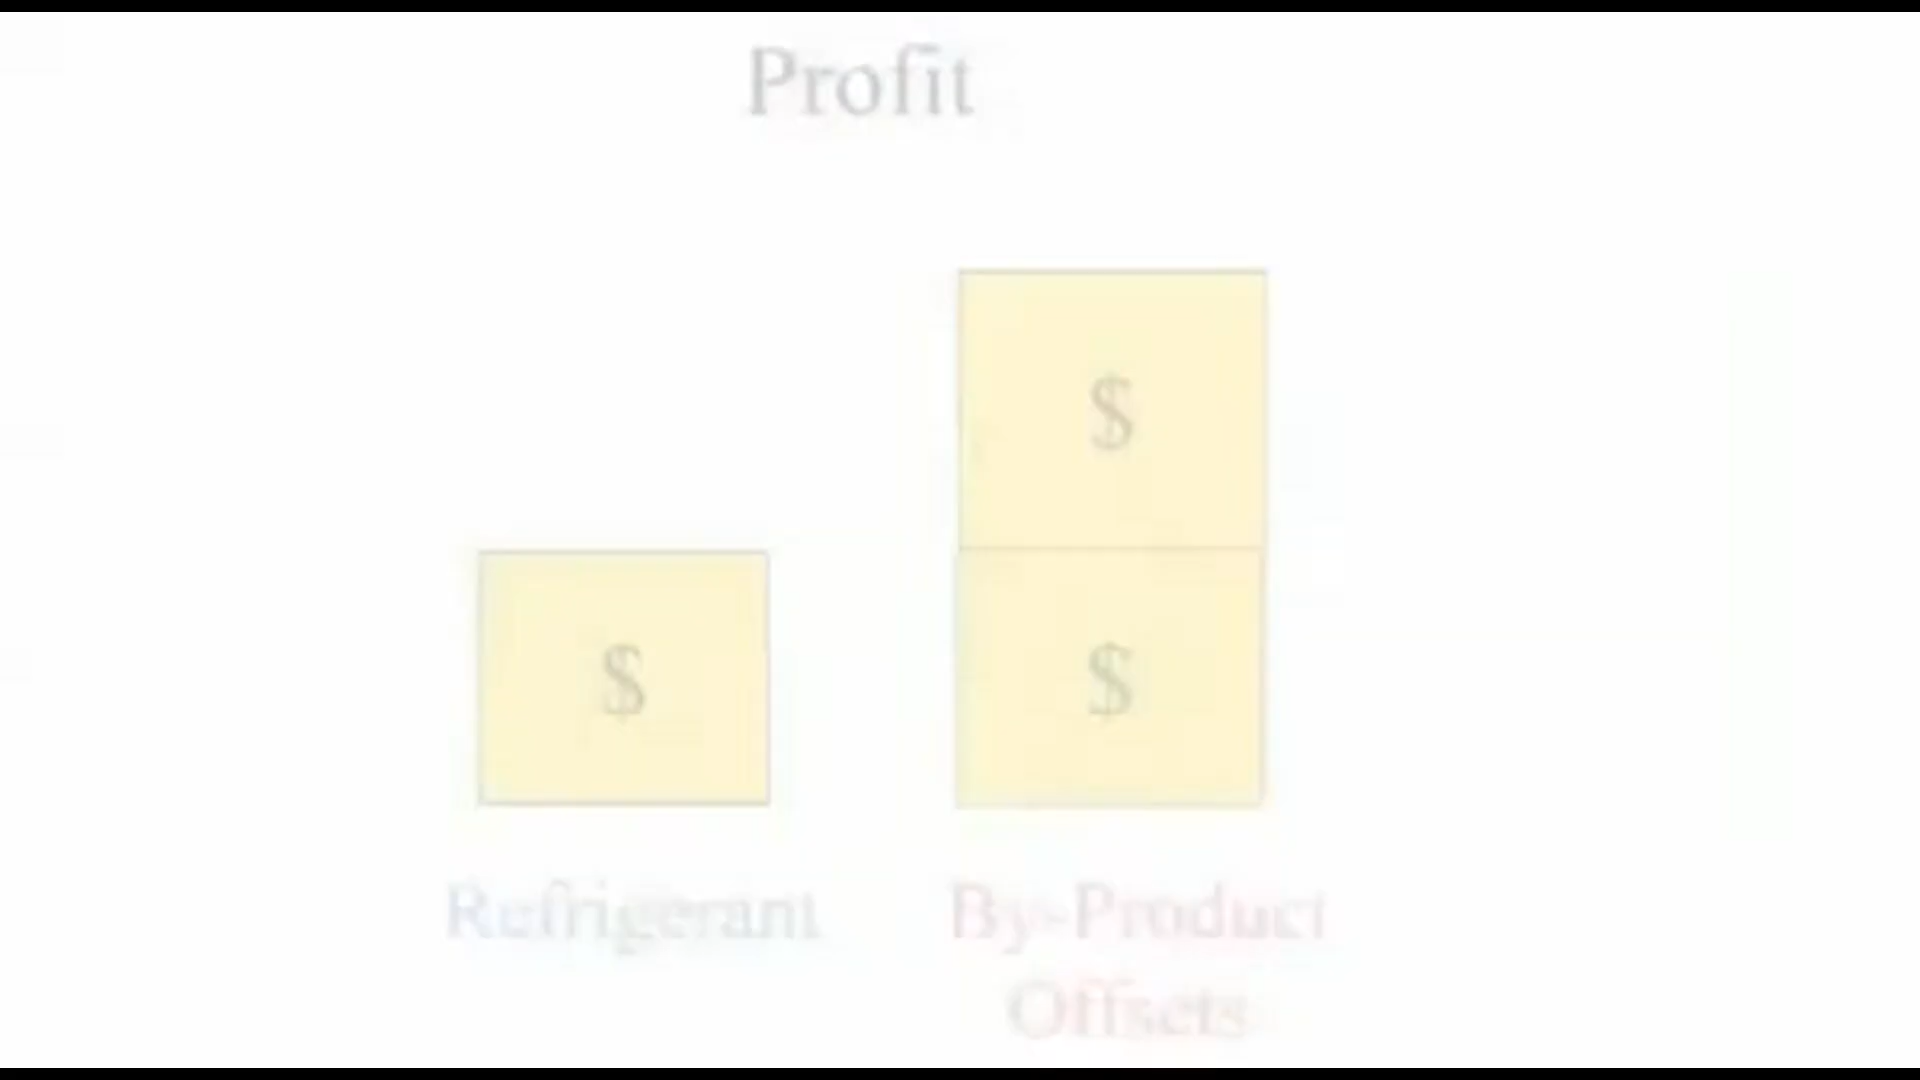 Profit
$
$ $
Refrigerant By-Product
Offsets